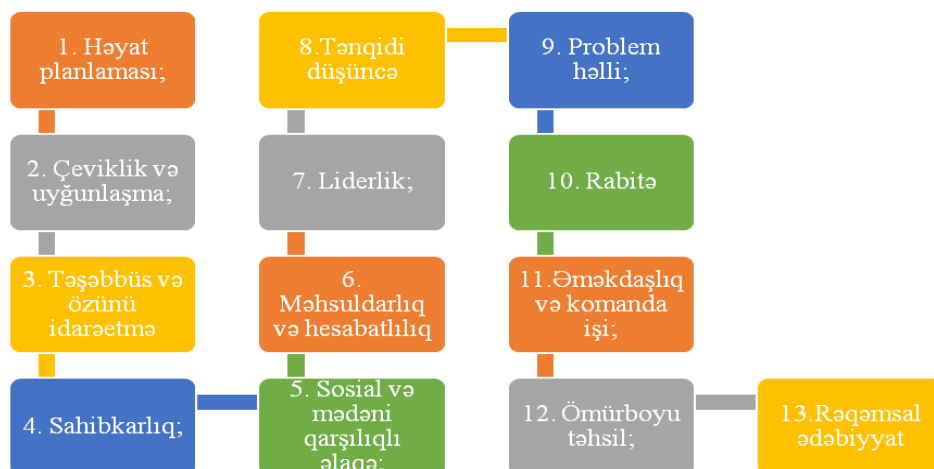 1. Həyat
planlaması;
2. Çeviklik və
uyğunlaşma;
3. Təşəbbüs və
özünü
idarəetmə
4. Sahibkarlıq;
5. Sosial və
mədəni
qarşılıqlı
əlaqə;
6.
Məhsuldarlıq
və hesabatlılıq
7. Liderlik;
8.Tənqidi
düşüncə
9. Problem
həlli;
10. Rabitə
11.Əməkdaşlıq
və komanda
işi;
12. Ömürboyu
təhsil;
13.Rəqəmsal
ədəbiyyat